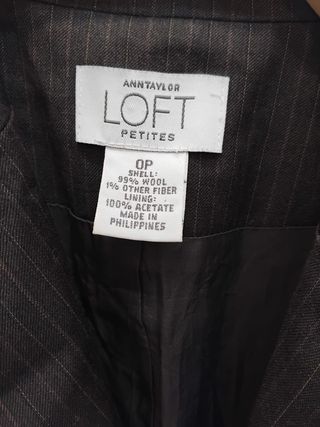 ANNTAYLOR
LOFT
PETITES
0P
SHELL:
99% WOOL
1% OTHER FIBER
LINING:
100% ACETATE
MADE IN
PHILIPPINES